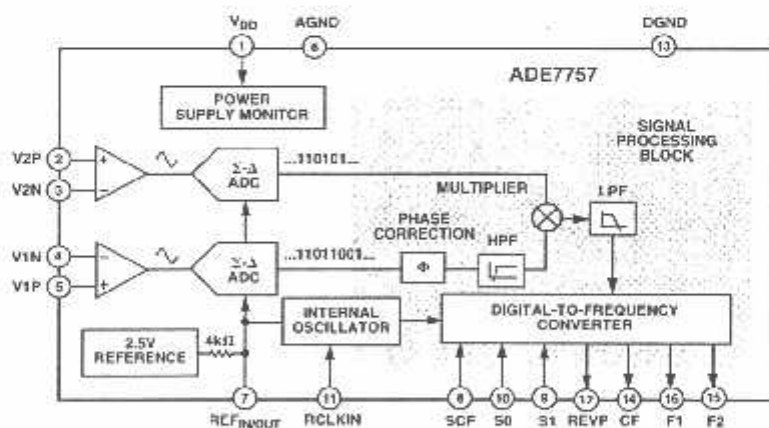 VDD
AGND
DGND
1
6
13
ADE7757
POWER
SUPPLY MONITOR
SIGNAL
PROCESSING
BLOCK
V2P
2
+
Σ-Δ
ADC
...110101...
V2N
3
−
MULTIPLIER
LPF
PHASE
CORRECTION
HPF
V1N
4
−
Σ-Δ
ADC
...11011001...
Φ
V1P
5
+
INTERNAL
OSCILLATOR
DIGITAL-TO-FREQUENCY
CONVERTER
2.5V
REFERENCE
4kΩ
7
11
10
9
14
16
15
REFIN/OUT
RCLKIN
SCF
S0
S1
REVP
CF
F1
F2